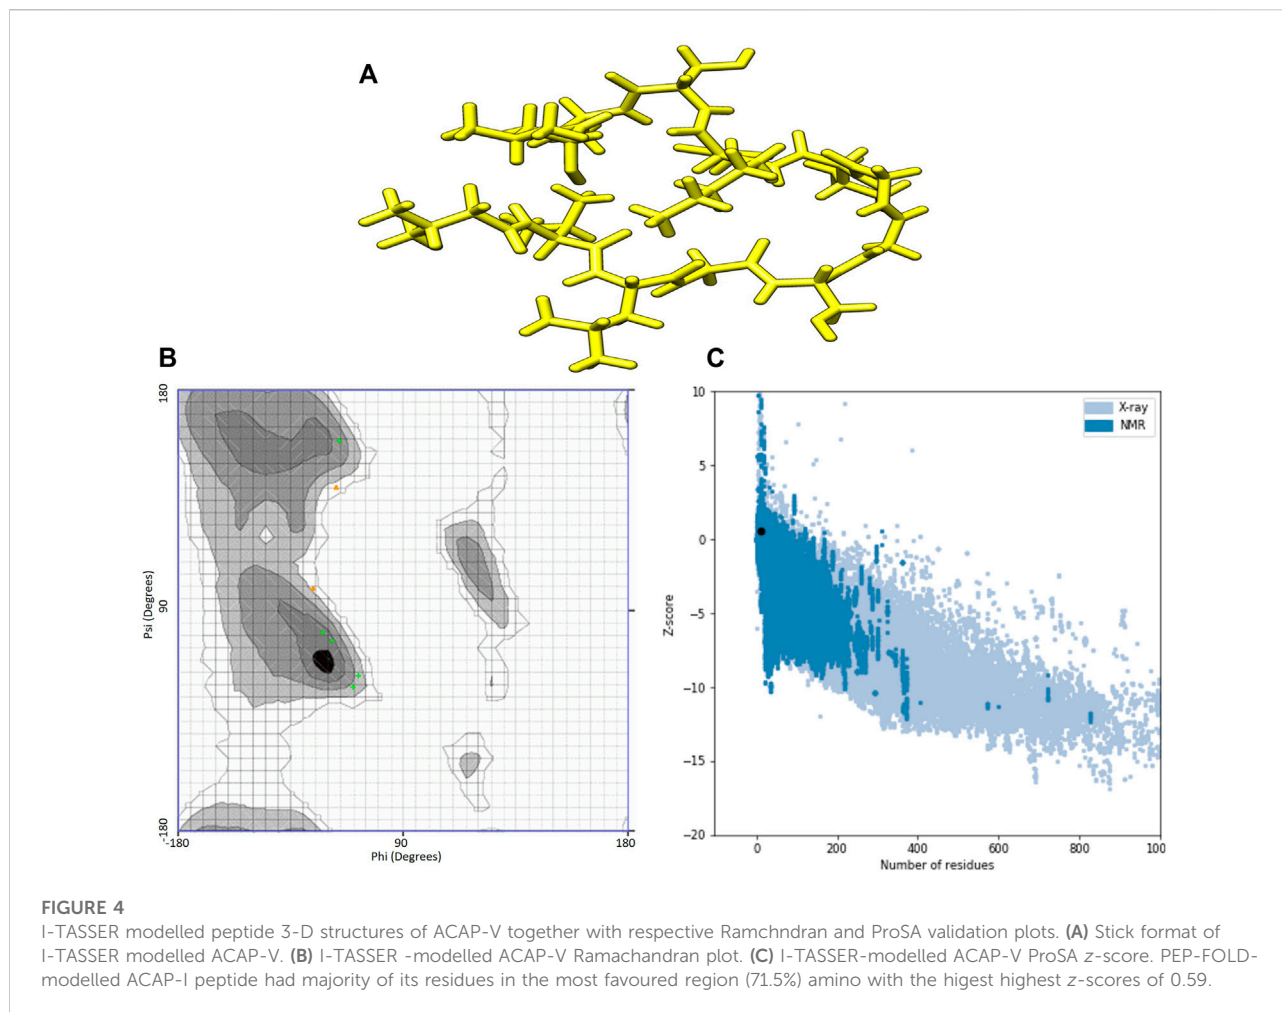 A
B
C
180
90
-180
Psi (Degrees)
-180
90
180
Phi (Degrees)
10
5
0
−5
−10
−15
−20
Z-score
X-ray
NMR
0
200
400
600
800
100
Number of residues
FIGURE 4
I-TASSER modelled peptide 3-D structures of ACAP-V together with respective Ramchndran and ProSA validation plots. (A) Stick format of
I-TASSER modelled ACAP-V. (B) I-TASSER -modelled ACAP-V Ramachandran plot. (C) I-TASSER-modelled ACAP-V ProSA z-score. PEP-FOLD-
modelled ACAP-I peptide had majority of its residues in the most favoured region (71.5%) amino with the higest highest z-scores of 0.59.